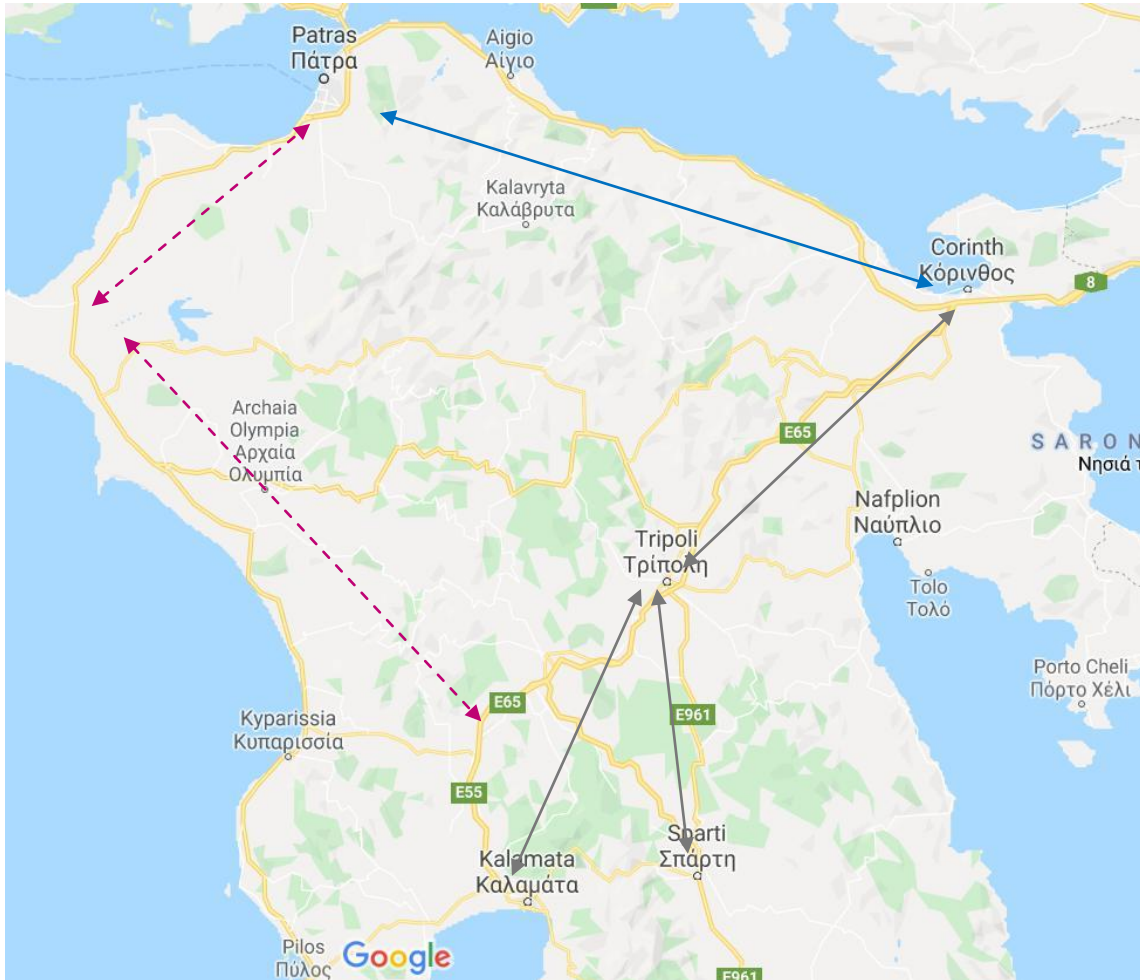 Patras
Πάτρα
Aigio
Αίγιο
Kalavryta
Καλάβρυτα
Corinth
Κόρινθος
8
Archaia
Olympia
Αρχαία
Ολυμπία
E65
SARON
Νησιά τ
Nafplion
Ναύπλιο
Tripoli
Τρίπολη
Tolo
Τολό
Porto Cheli
Πόρτο Χέλι
E65
E961
Kyparissia
Κυπαρισσία
E55
Sparti
Σπάρτη
Kalamata
Καλαμάτα
Pilos
Πύλος
Google
E961